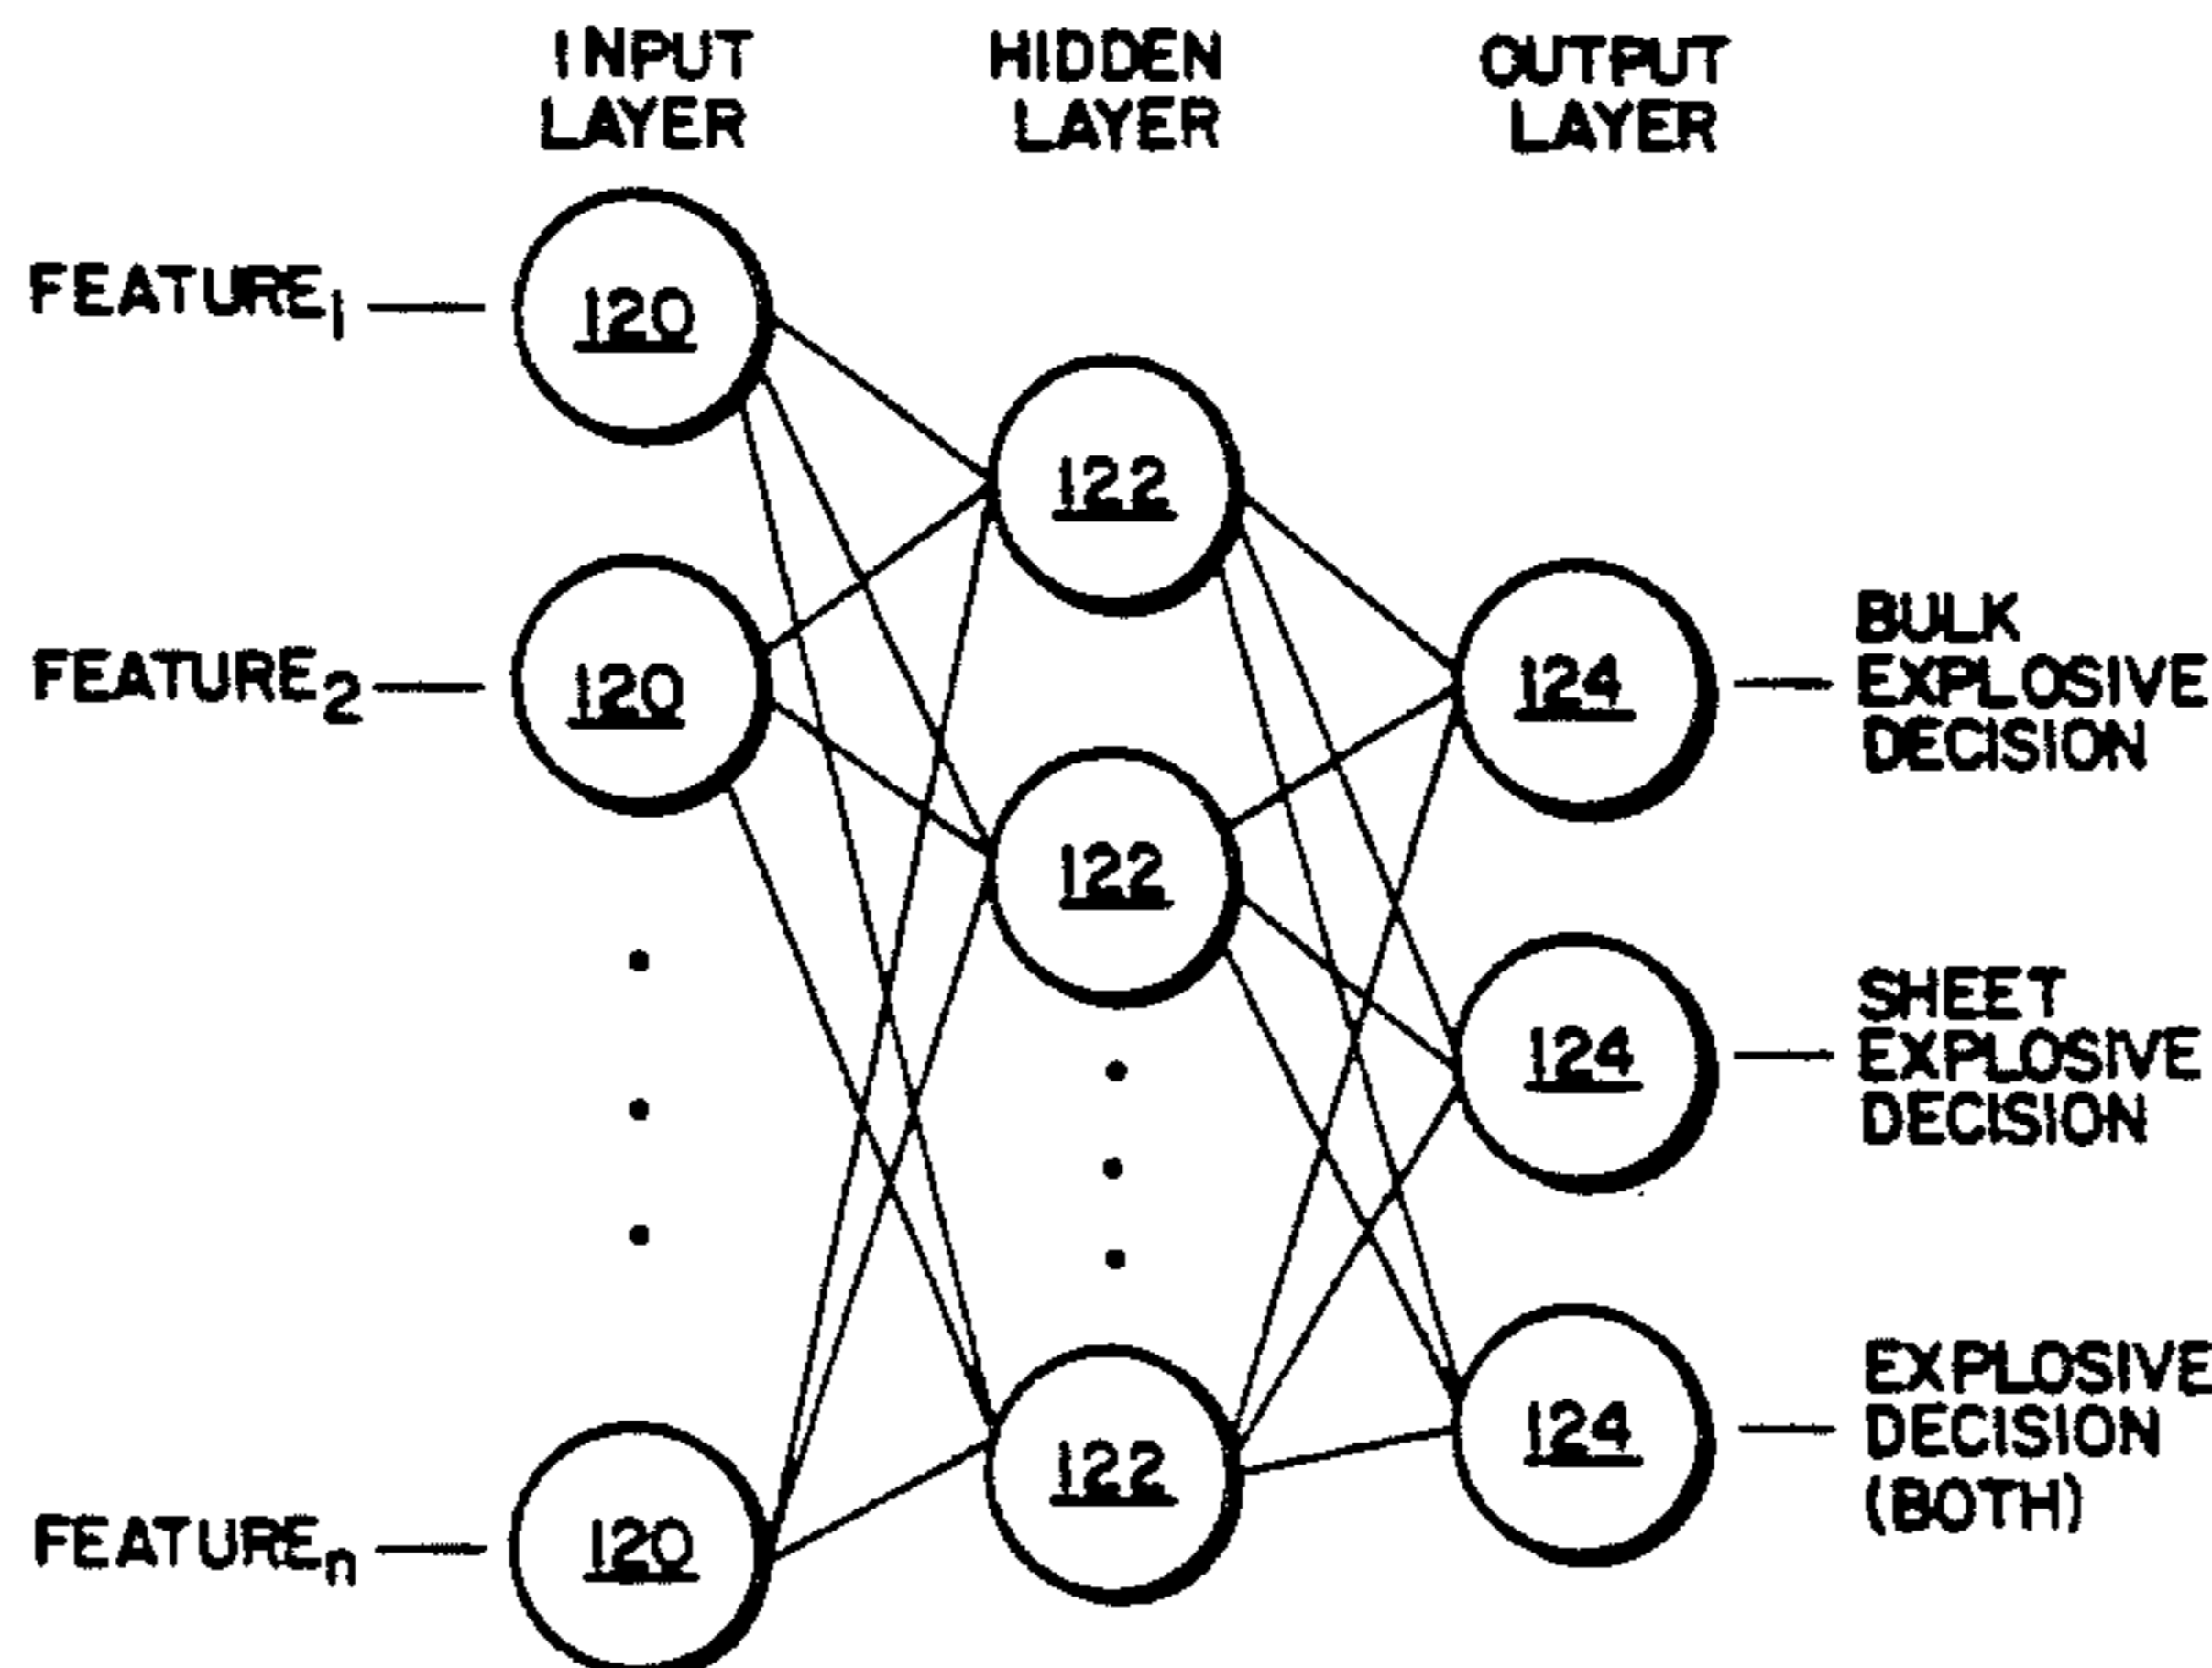 INPUT
LAYER
HIDDEN
LAYER
OUTPUT
LAYER
FEATURE1
120
122
FEATURE2
120
124
BULK
EXPLOSIVE
DECISION
122
124
SHEET
EXPLOSIVE
DECISION
FEATUREn
120
122
124
EXPLOSIVE
DECISION
(BOTH)